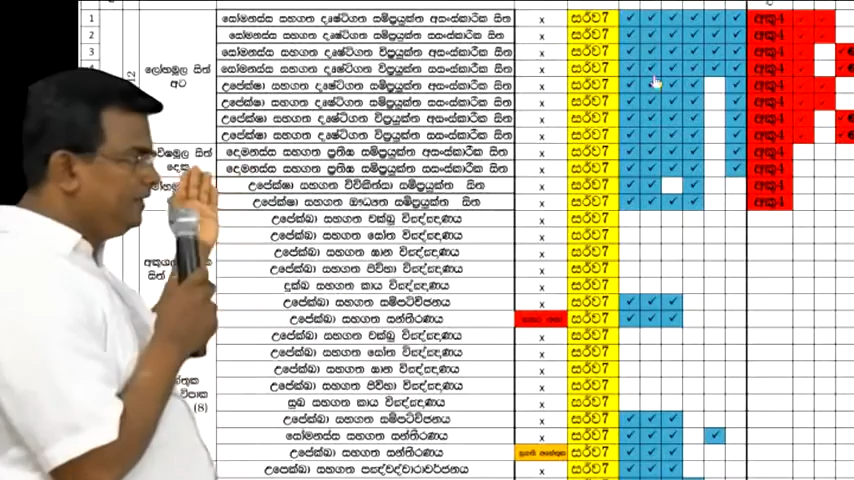 1 සෝමනස්ස සහගත දෘෂ්ටිගත සම්ප්‍රයුක්ත අසංස්කාරික සිත x සර්ව7 ✓ ✓ ✓ ✓ ✓ ✓ අකු4 ✓ ✓
2 සෝමනස්ස සහගත දෘෂ්ටිගත සම්ප්‍රයුක්ත සසංස්කාරික සිත x සර්ව7 ✓ ✓ ✓ ✓ ✓ ✓ අකු4 ✓ ✓
3 සෝමනස්ස සහගත දෘෂ්ටිගත විප්‍රයුක්ත අසංස්කාරික සිත x සර්ව7 ✓ ✓ ✓ ✓ ✓ ✓ අකු4 ✓ ✓
සෝමනස්ස සහගත දෘෂ්ටිගත විප්‍රයුක්ත සසංස්කාරික සිත x සර්ව7 ✓ ✓ ✓ ✓ ✓ ✓ අකු4 ✓ ✓
ලෝභමූල සිත්
අට
12
උපේක්ෂා සහගත දෘෂ්ටිගත සම්ප්‍රයුක්ත අසංස්කාරික සිත x සර්ව7 ✓ ✓ ✓ ✓ ✓ අකු4 ✓ ✓
උපේක්ෂා සහගත දෘෂ්ටිගත සම්ප්‍රයුක්ත සසංස්කාරික සිත x සර්ව7 ✓ ✓ ✓ ✓ ✓ අකු4 ✓ ✓
උපේක්ෂා සහගත දෘෂ්ටිගත විප්‍රයුක්ත අසංස්කාරික සිත x සර්ව7 ✓ ✓ ✓ ✓ ✓ අකු4 ✓ ✓
උපේක්ෂා සහගත දෘෂ්ටිගත විප්‍රයුක්ත සසංස්කාරික සිත x සර්ව7 ✓ ✓ ✓ ✓ ✓ අකු4 ✓ ✓
සිත්
දෙක
දොමනස්ස සහගත ප්‍රතිඝ සම්ප්‍රයුක්ත අසංස්කාරික සිත x සර්ව7 ✓ ✓ ✓ ✓ ✓ අකු4
දොමනස්ස සහගත ප්‍රතිඝ සම්ප්‍රයුක්ත සසංස්කාරික සිත x සර්ව7 ✓ ✓ ✓ ✓ ✓ අකු4
උපේක්ෂා සහගත විචිකිත්සා සම්ප්‍රයුක්ත සිත x සර්ව7 ✓ ✓ ✓ අකු4
උපේක්ෂා සහගත ඖධත්‍ය සම්ප්‍රයුක්ත සිත x සර්ව7 ✓ ✓ ✓ ✓ අකු4
උපේක්ඛා සහගත චක්ඛු විඤ්ඤාණය x සර්ව7
උපේක්ඛා සහගත සෝත විඤ්ඤාණය x සර්ව7
උපේක්ඛා සහගත ඝාන විඤ්ඤාණය x සර්ව7
උපේක්ඛා සහගත ජිව්හා විඤ්ඤාණය x සර්ව7
දුක්ඛ සහගත කාය විඤ්ඤාණය x සර්ව7
උපේක්ඛා සහගත සම්පටිච්ඡනය x සර්ව7 ✓ ✓ ✓
උපේක්ඛා සහගත සන්තීරණය සර්ව7 ✓ ✓ ✓
උපේක්ඛා සහගත චක්ඛු විඤ්ඤාණය x සර්ව7
උපේක්ඛා සහගත සෝත විඤ්ඤාණය x සර්ව7
උපේක්ඛා සහගත ඝාන විඤ්ඤාණය x සර්ව7
උපේක්ඛා සහගත ජිව්හා විඤ්ඤාණය x සර්ව7
විපාක
(8)
සුඛ සහගත කාය විඤ්ඤාණය x සර්ව7
උපේක්ඛා සහගත සම්පටිච්ඡනය x සර්ව7 ✓ ✓ ✓
සෝමනස්ස සහගත සන්තීරණය x සර්ව7 ✓ ✓ ✓ ✓
උපේක්ඛා සහගත සන්තීරණය සුගති අහේතුක සර්ව7 ✓ ✓ ✓
උපෙක්ඛා සහගත පඤ්චද්වාරාවර්ජනය x සර්ව7 ✓ ✓ ✓